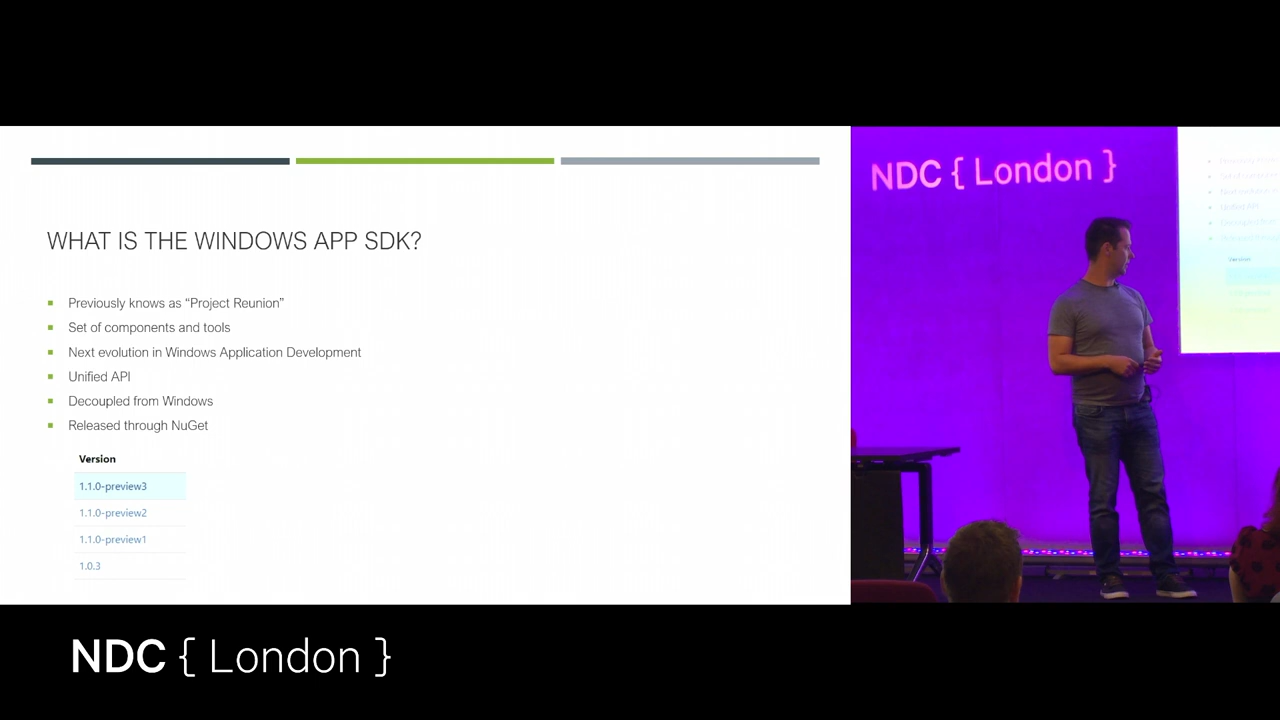 WHAT IS THE WINDOWS APP SDK?
Previously knows as “Project Reunion”
Set of components and tools
Next evolution in Windows Application Development
Unified API
Decoupled from Windows
Released through NuGet
Version
1.1.0-preview3
1.1.0-preview2
1.1.0-preview1
1.0.3
NDC { London }
Version
NDC { London }